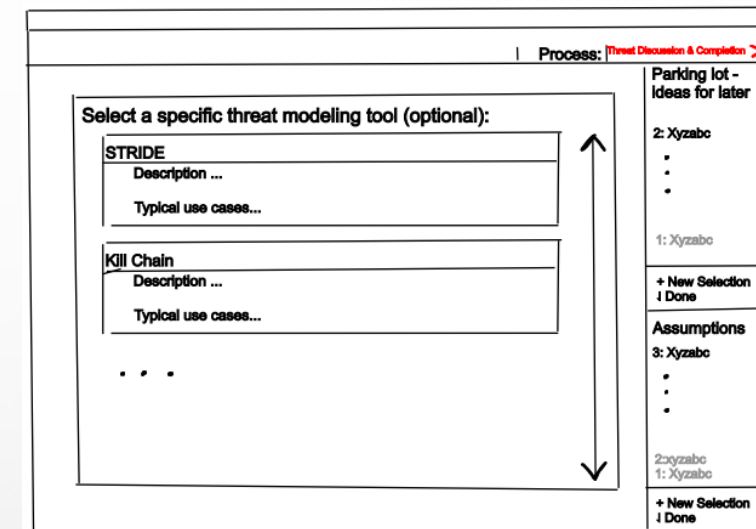 Process: Threat Discussion & Completion
Select a specific threat modeling tool (optional):
STRIDE
Description ...
Typical use cases...
Kill Chain
Description ...
Typical use cases...
. . .
Parking lot -
ideas for later
2: Xyzabc
.
.
.
1: Xyzabc
+ New Selection
↓ Done
Assumptions
3: Xyzabc
.
.
.
2:xyzabc
1: Xyzabc
+ New Selection
↓ Done